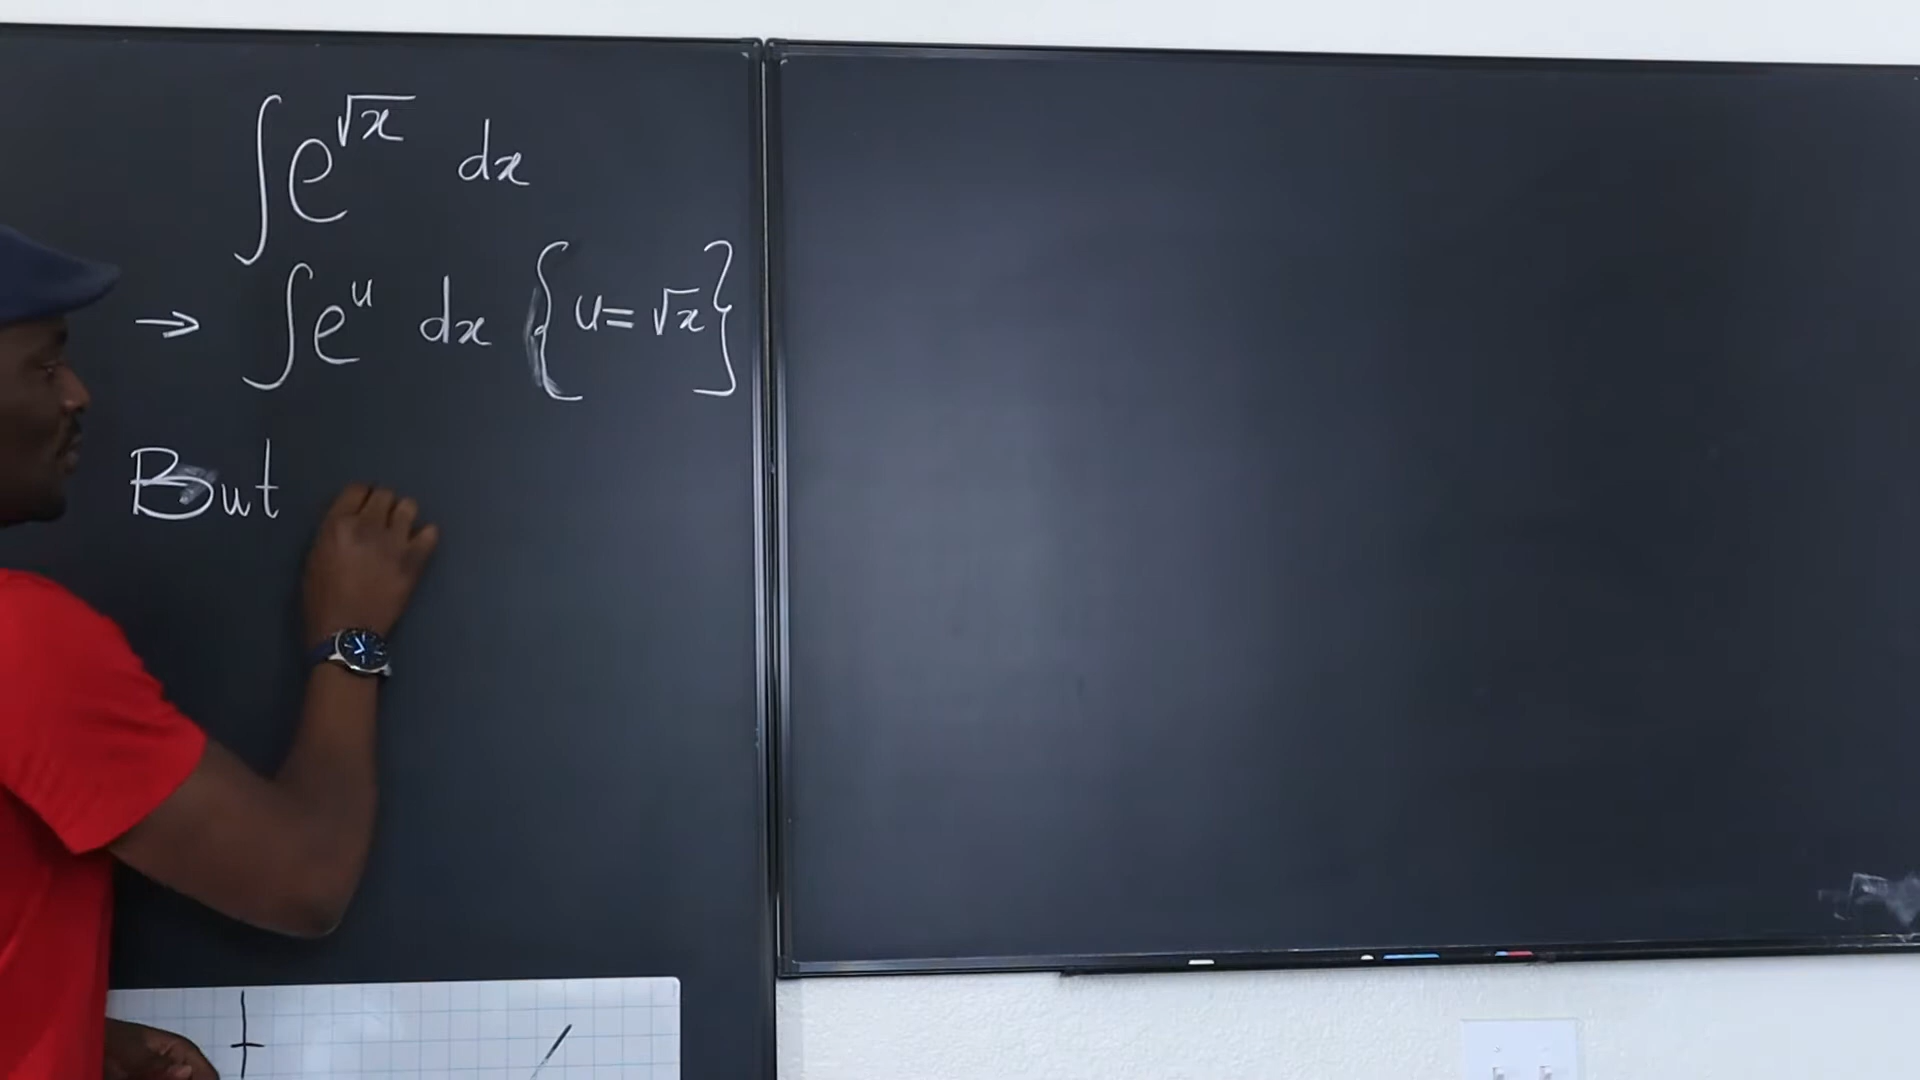 ∫e^√x dx
→ ∫e^u dx {u = √x}
But